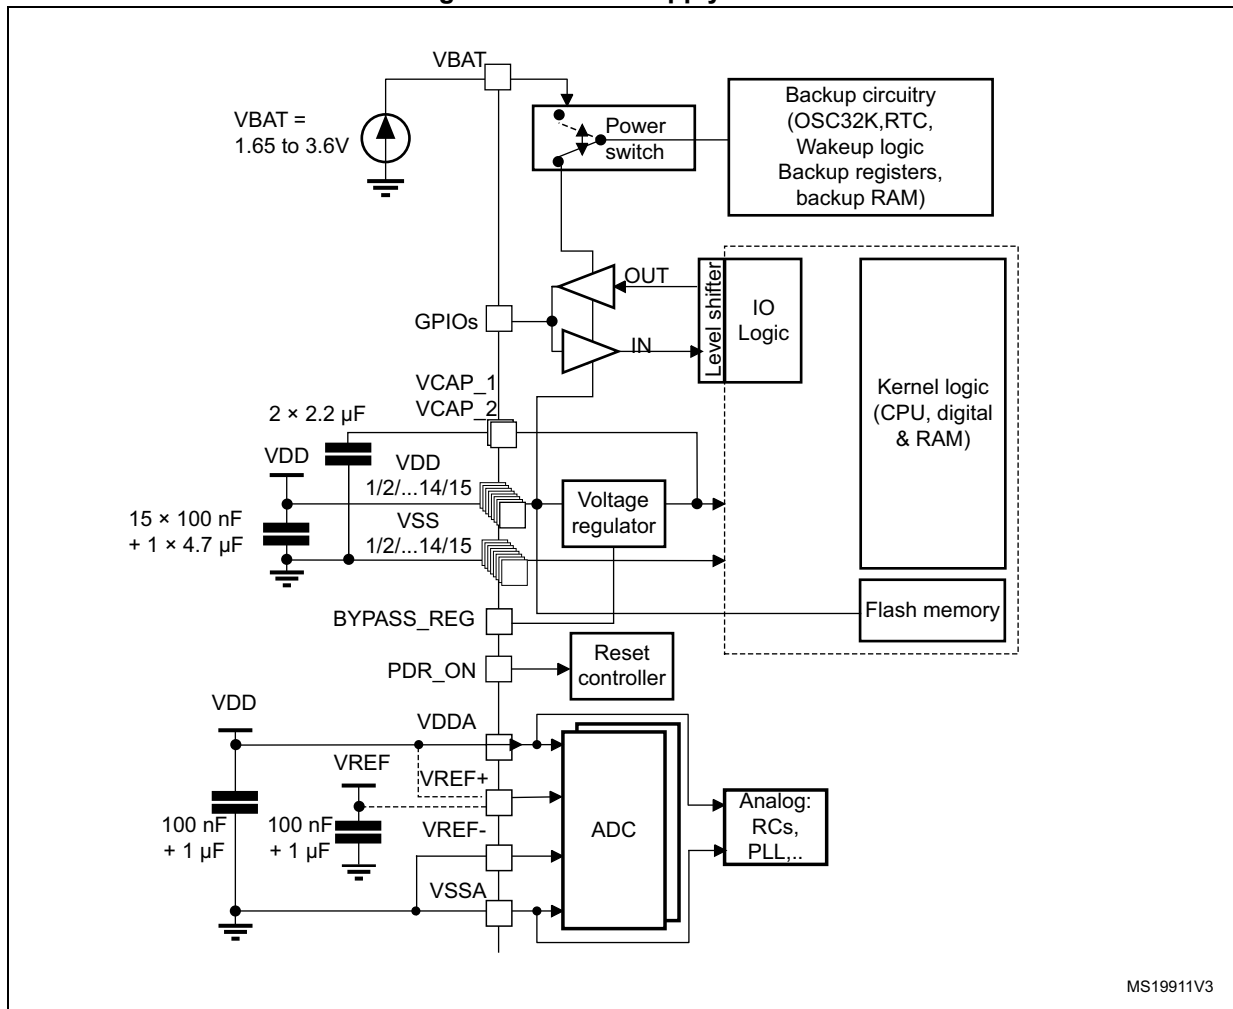 VBAT
VBAT =
1.65 to 3.6V
Power
switch
Backup circuitry
(OSC32K,RTC,
Wakeup logic
Backup registers,
backup RAM)
OUT
Level shifter
IO
Logic
GPIOs
IN
Kernel logic
(CPU, digital
& RAM)
VCAP_1
VCAP_2
2 × 2.2 μF
VDD
VDD
1/2/...14/15
Voltage
regulator
15 × 100 nF
+ 1 × 4.7 μF
VSS
1/2/...14/15
Flash memory
BYPASS_REG
PDR_ON
Reset
controller
VDD
VDDA
VREF
VREF+
100 nF
+ 1 μF
100 nF
+ 1 μF
VREF-
ADC
Analog:
RCs,
PLL,..
VSSA
MS19911V3